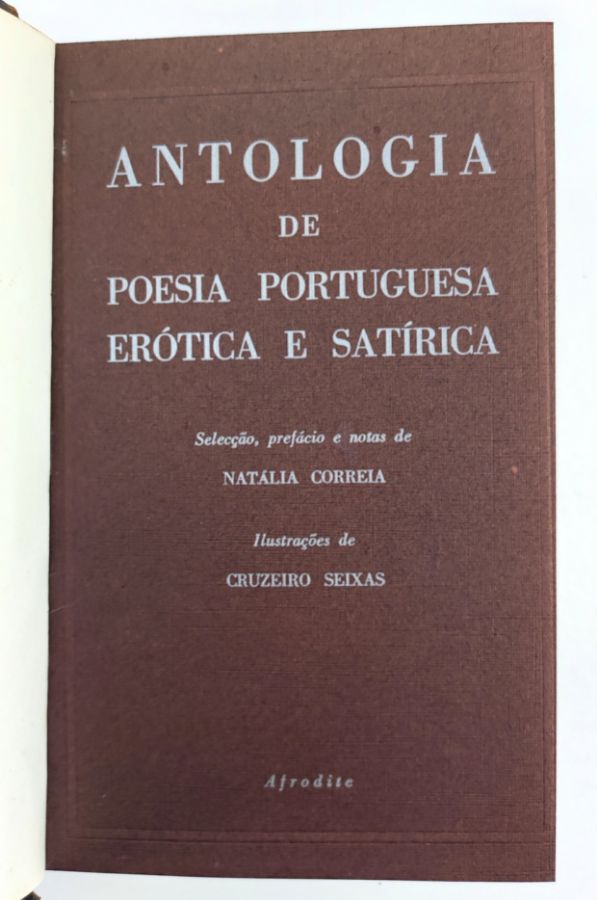 ANTOLOGIA
DE
POESIA PORTUGUESA
ERÓTICA E SATÍRICA
Selecção, prefácio e notas de
NATÁLIA CORREIA
Ilustrações de
CRUZEIRO SEIXAS
Afrodite